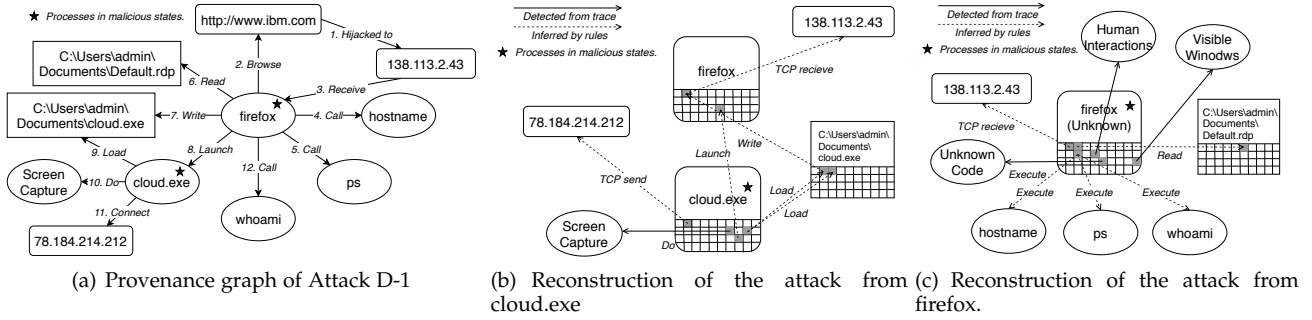 ★ Processes in malicious states.
http://www.ibm.com
1. Hijacked to
138.113.2.43
2. Browse
3. Receive
C:\Users\admin\
Documents\Default.rdp
6. Read
C:\Users\admin\
Documents\cloud.exe
7. Write
firefox
4. Call
hostname
9. Load
8. Launch
5. Call
Screen
Capture
10. Do
cloud.exe
12. Call
ps
11. Connect
whoami
78.184.214.212
(a) Provenance graph of Attack D-1
Detected from trace
Inferred by rules
★ Processes in malicious states.
138.113.2.43
firefox
TCP recieve
78.184.214.212
C:\Users\admin\
Documents\
cloud.exe
Write
Launch
TCP send
cloud.exe
Load
Load
Screen
Capture
Do
(b) Reconstruction of the attack from
cloud.exe
Detected from trace
Inferred by rules
★ Processes in malicious states.
Human
Interactions
Visible
Winodws
138.113.2.43
firefox
(Unknown)
C:\Users\admin\
Documents\
Default.rdp
TCP recieve
Read
Unknown
Code
Execute
Execute
Execute
hostname
ps
whoami
(c) Reconstruction of the attack from
firefox.